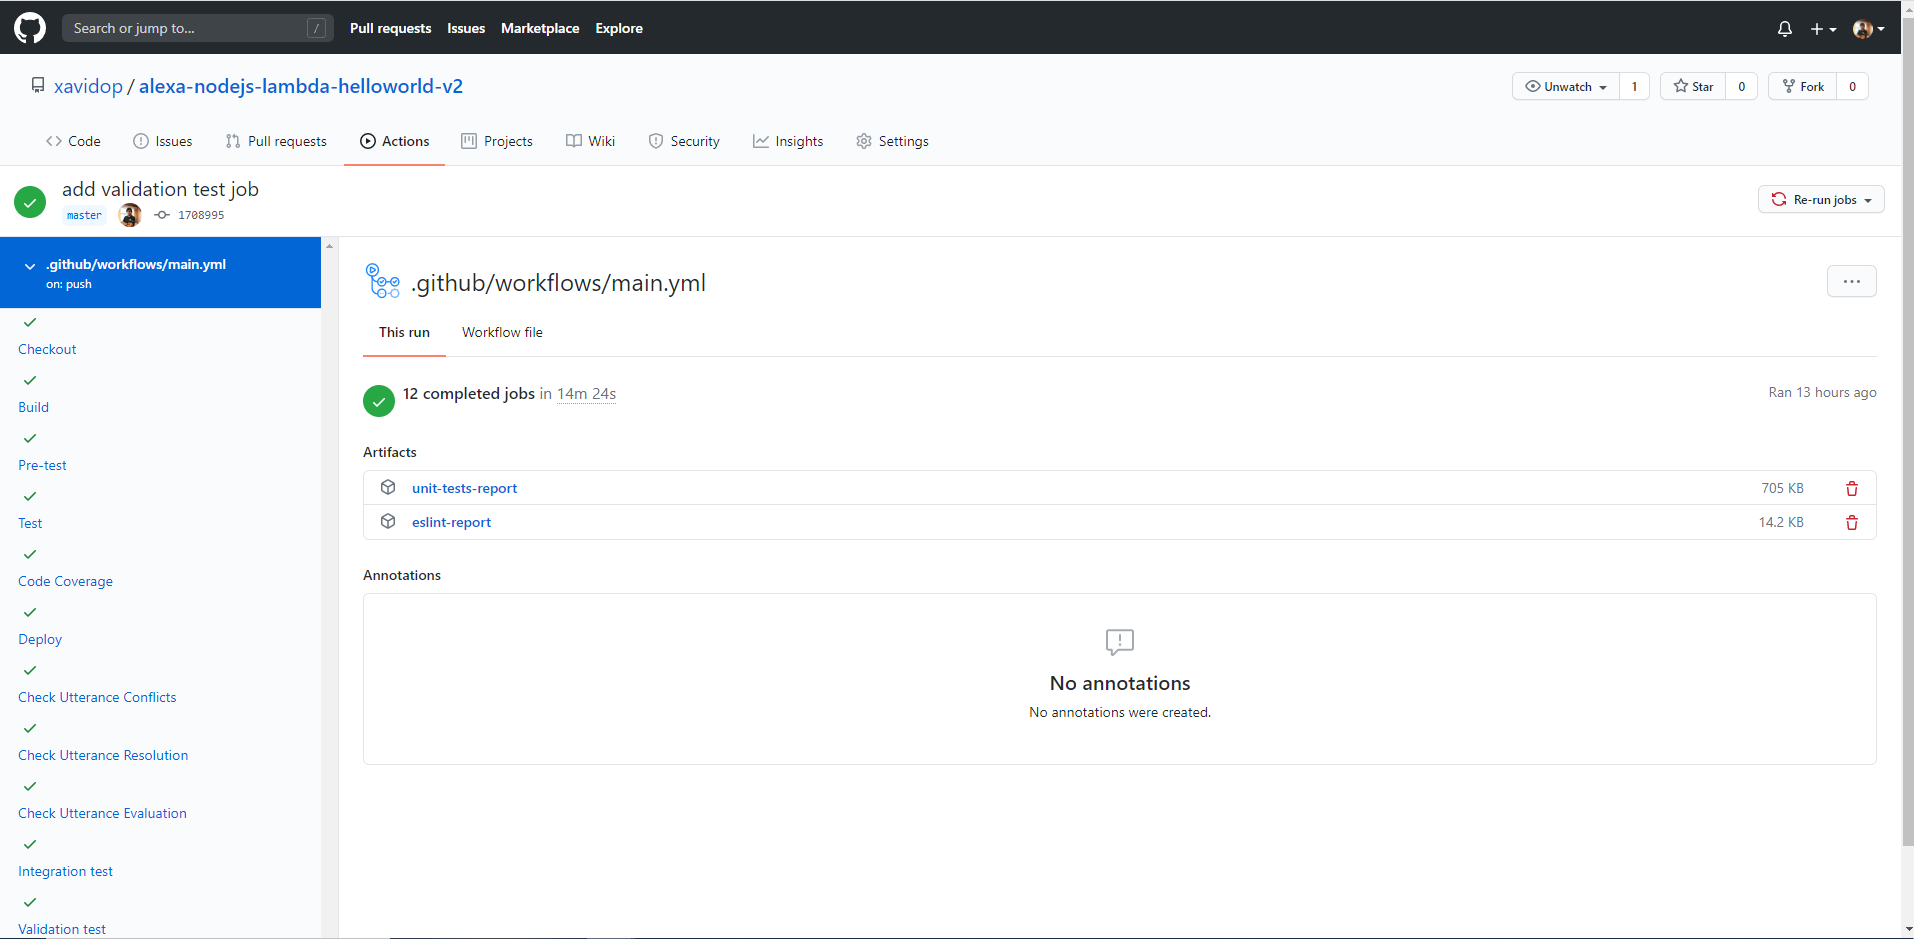 Search or jump to... / Pull requests Issues Marketplace Explore
xavidop / alexa-nodejs-lambda-helloworld-v2 Unwatch 1 Star 0 Fork 0
Code Issues Pull requests Actions Projects Wiki Security Insights Settings
add validation test job
master 1708995 Re-run jobs
.github/workflows/main.yml
on: push
Checkout
Build
Pre-test
Test
Code Coverage
Deploy
Check Utterance Conflicts
Check Utterance Resolution
Check Utterance Evaluation
Integration test
Validation test
.github/workflows/main.yml
This run Workflow file
12 completed jobs in 14m 24s Ran 13 hours ago
Artifacts
unit-tests-report 705 KB
eslint-report 14.2 KB
Annotations
No annotations
No annotations were created.